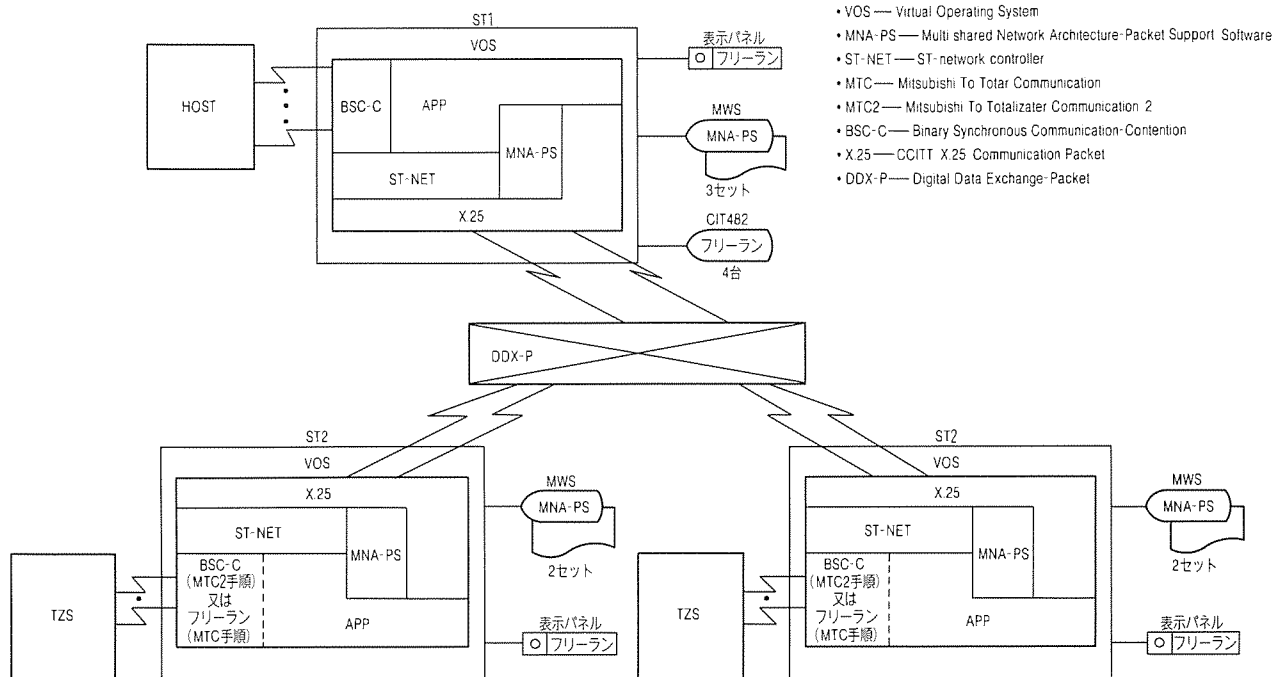 ST1
VOS
HOST
BSC-C
APP
MNA-PS
ST-NET
X.25
表示パネル
フリーラン
MWS
MNA-PS
3セット
CIT482
フリーラン
4台
• VOS — Virtual Operating System
• MNA-PS — Multi shared Network Architecture-Packet Support Software
• ST-NET — ST-network controller
• MTC — Mitsubishi To Totar Communication
• MTC2 — Mitsubishi To Totalizater Communication 2
• BSC-C — Binary Synchronous Communication-Contention
• X.25 — CCITT X.25 Communication Packet
• DDX-P — Digital Data Exchange-Packet
DDX-P
ST2
VOS
X.25
ST-NET
MNA-PS
BSC-C
(MTC2手順)
又は
フリーラン
(MTC手順)
APP
TZS
MWS
MNA-PS
2セット
表示パネル
フリーラン
ST2
VOS
X.25
ST-NET
MNA-PS
BSC-C
(MTC2手順)
又は
フリーラン
(MTC手順)
APP
TZS
MWS
MNA-PS
2セット
表示パネル
フリーラン